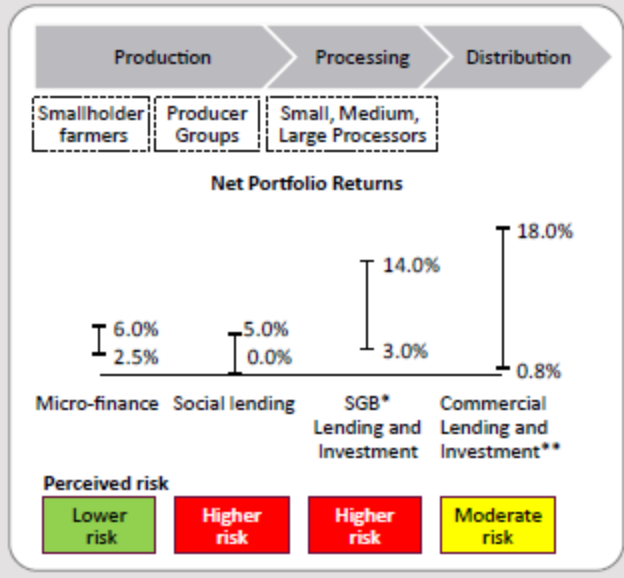 Production
Processing
Distribution
Smallholder
farmers
Producer
Groups
Small, Medium,
Large Processors
Net Portfolio Returns
6.0%
2.5%
5.0%
0.0%
14.0%
3.0%
18.0%
0.8%
Micro-finance
Social lending
SGB*
Lending and
Investment
Commercial
Lending and
Investment**
Perceived risk
Lower
risk
Higher
risk
Higher
risk
Moderate
risk